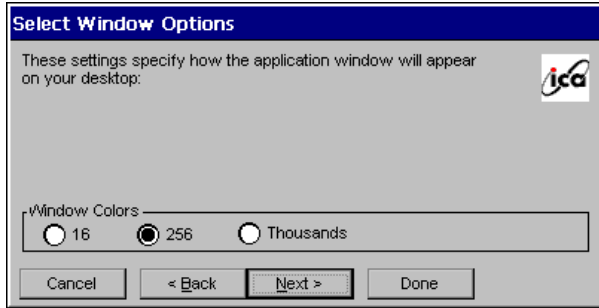 Select Window Options
These settings specify how the application window will appear
on your desktop:
ica
Window Colors
16 256 Thousands
Cancel < Back Next > Done